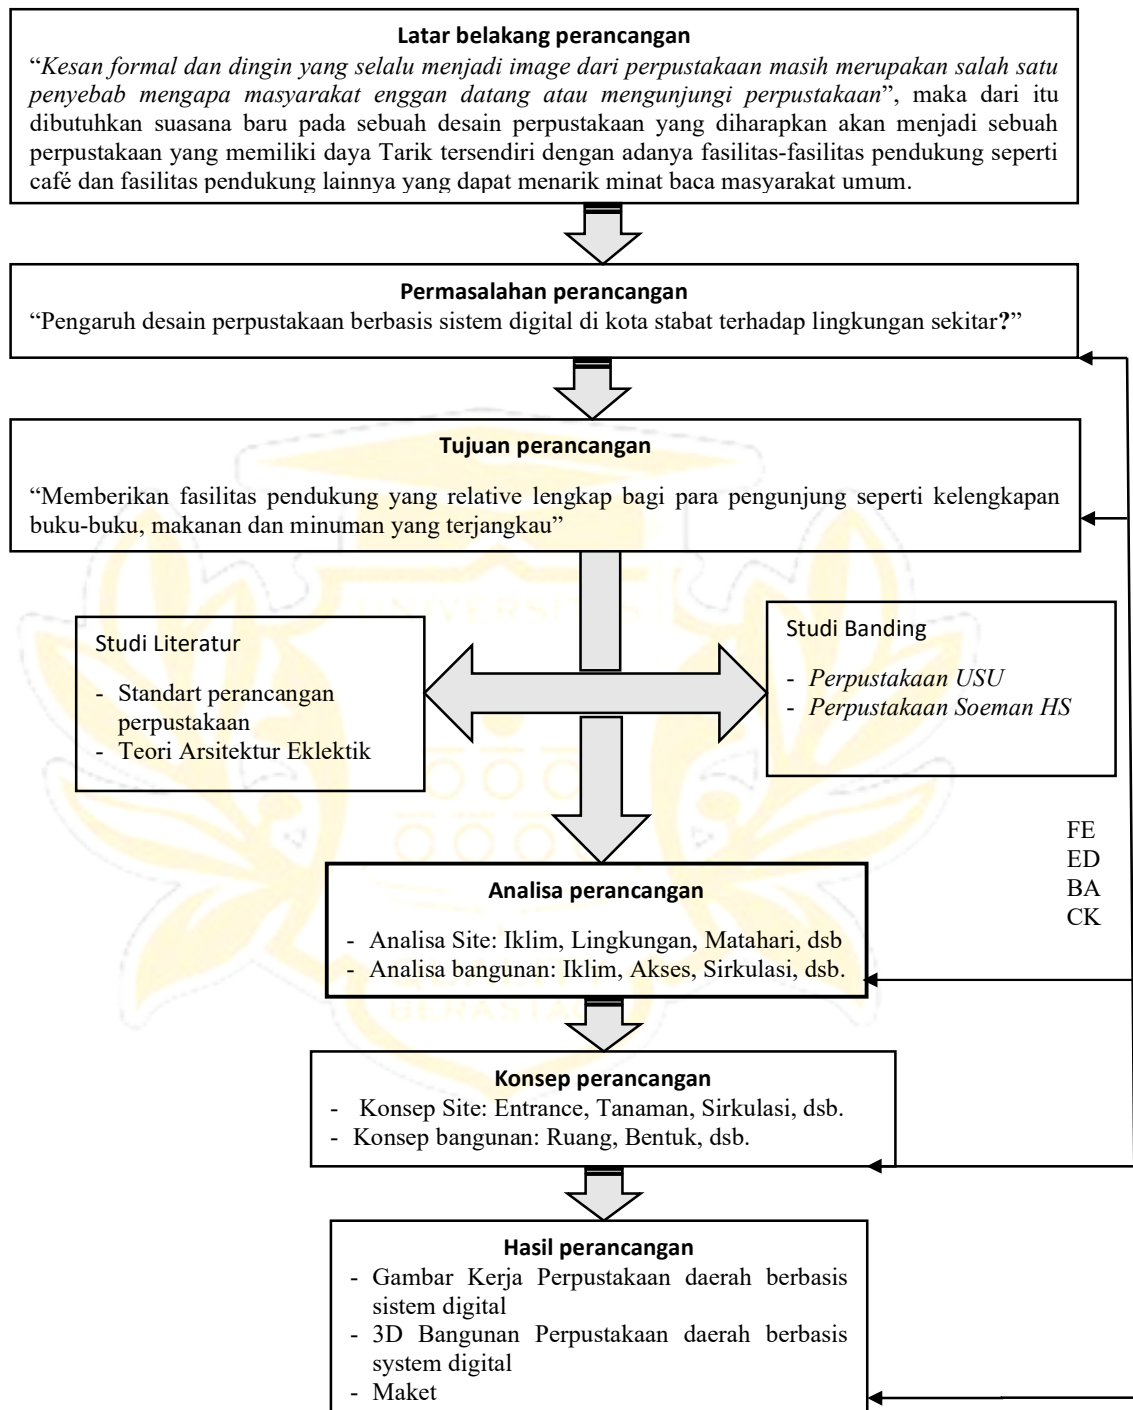 Latar belakang perancangan
“Kesan formal dan dingin yang selalu menjadi image dari perpustakaan masih merupakan salah satu
penyebab mengapa masyarakat enggan datang atau mengunjungi perpustakaan”, maka dari itu
dibutuhkan suasana baru pada sebuah desain perpustakaan yang diharapkan akan menjadi sebuah
perpustakaan yang memiliki daya Tarik tersendiri dengan adanya fasilitas-fasilitas pendukung seperti
café dan fasilitas pendukung lainnya yang dapat menarik minat baca masyarakat umum.
Permasalahan perancangan
“Pengaruh desain perpustakaan berbasis sistem digital di kota stabat terhadap lingkungan sekitar?”
Tujuan perancangan
“Memberikan fasilitas pendukung yang relative lengkap bagi para pengunjung seperti kelengkapan
buku-buku, makanan dan minuman yang terjangkau”
UNIVERSITAS
Studi Literatur
- Standart perancangan
perpustakaan
- Teori Arsitektur Eklektik
Studi Banding
- Perpustakaan USU
- Perpustakaan Soeman HS
FE
ED
BA
CK
Analisa perancangan
- Analisa Site: Iklim, Lingkungan, Matahari, dsb
- Analisa bangunan: Iklim, Akses, Sirkulasi, dsb.
QUALITY
BERASTAGI
Konsep perancangan
- Konsep Site: Entrance, Tanaman, Sirkulasi, dsb.
- Konsep bangunan: Ruang, Bentuk, dsb.
Hasil perancangan
- Gambar Kerja Perpustakaan daerah berbasis
sistem digital
- 3D Bangunan Perpustakaan daerah berbasis
system digital
- Maket